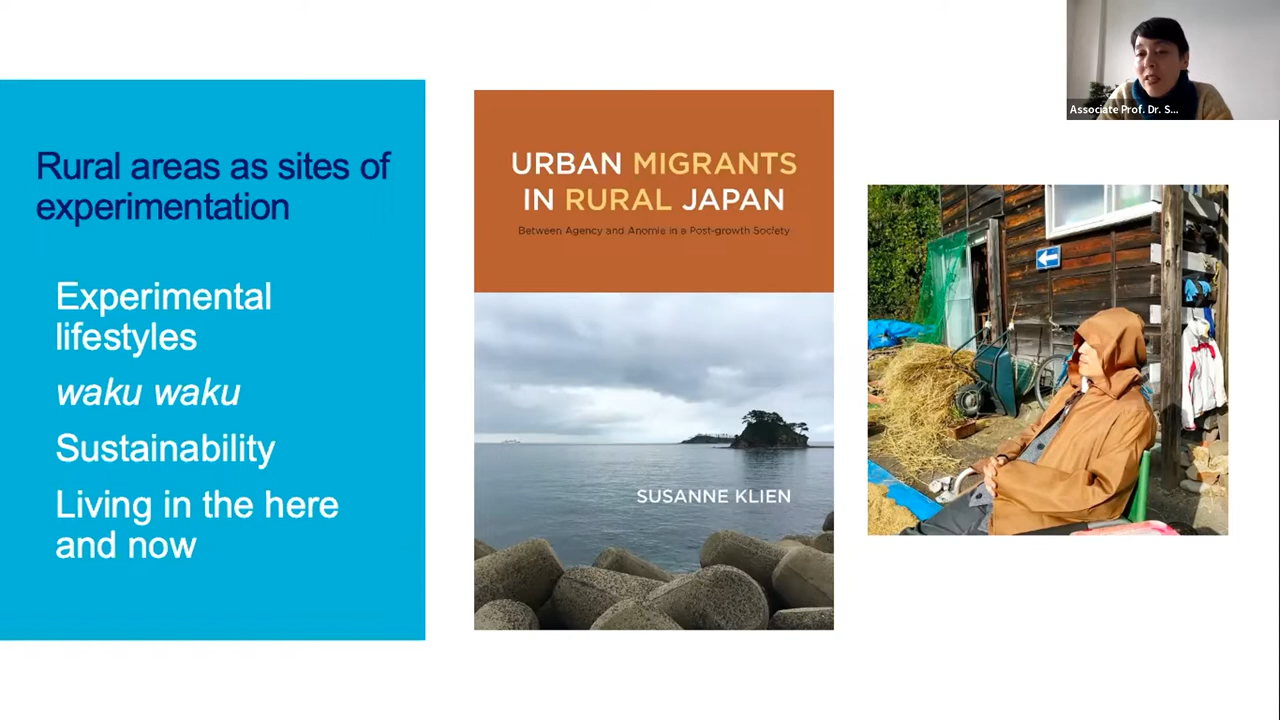 Rural areas as sites of
experimentation
Experimental
lifestyles
waku waku
Sustainability
Living in the here
and now
URBAN MIGRANTS
IN RURAL JAPAN
Between Agency and Anomie in a Post-growth Society
SUSANNE KLIEN
Associate Prof. Dr. S...